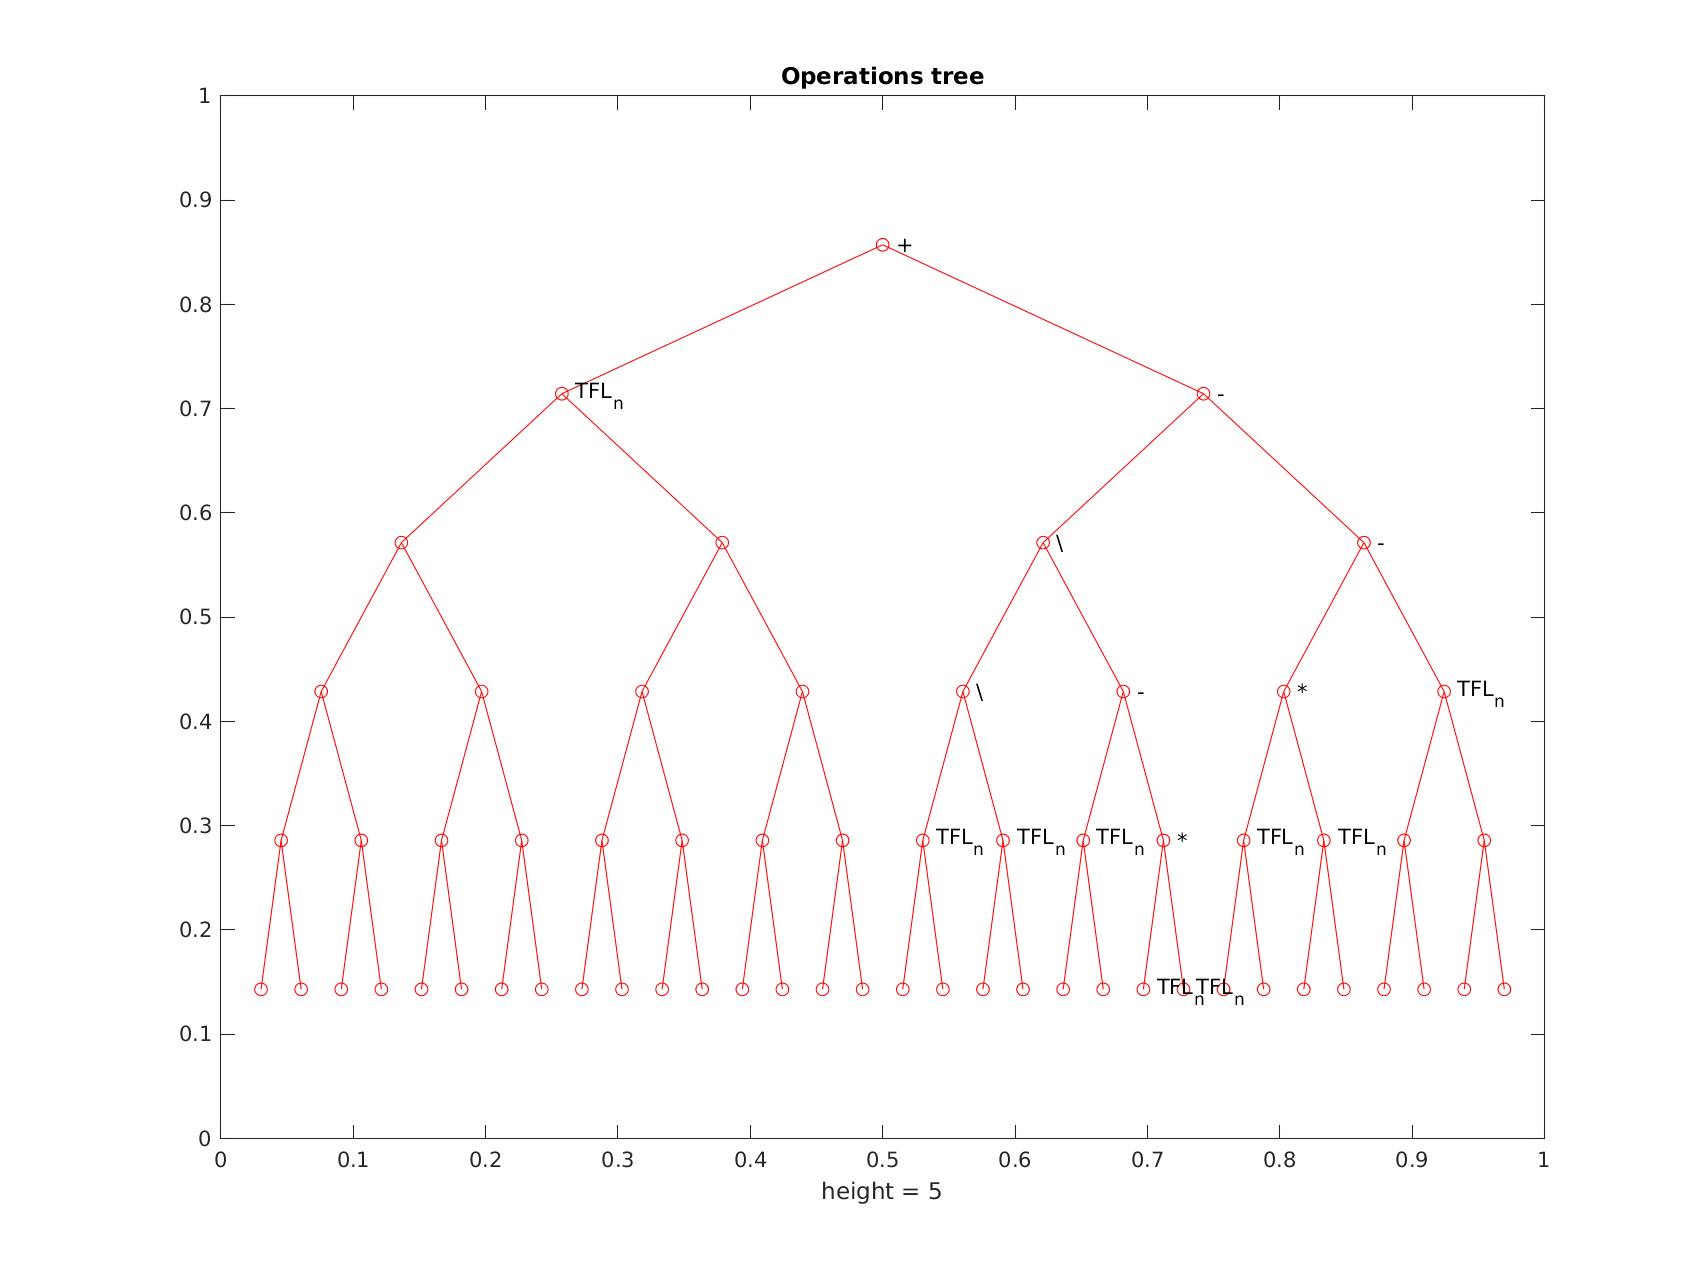 Operations tree
1
0.9
+
0.8
TFLn -
0.7
0.6
\ -
0.5
\ - * TFLn
0.4
0.3
TFLn TFLn TFLn * TFLn TFLn
0.2
TFLn TFLn
0.1
0
0 0.1 0.2 0.3 0.4 0.5 0.6 0.7 0.8 0.9 1
height = 5